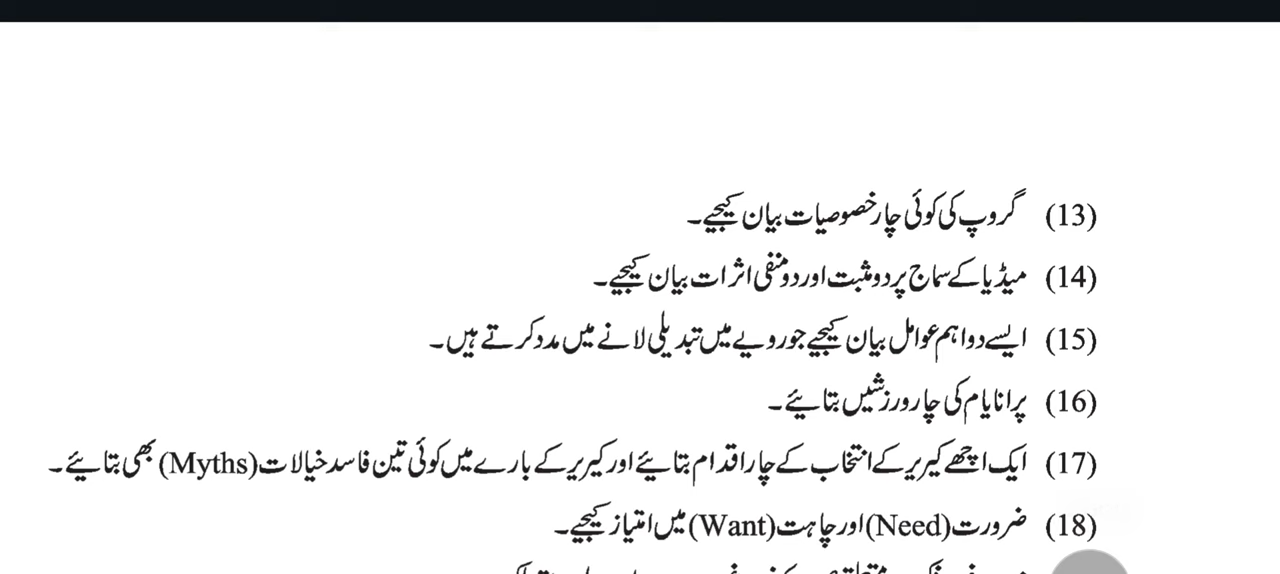 (13) گروپ کی کوئی چار خصوصیات بیان کیجیے۔
(14) میڈیا کے سماج پر دو مثبت اور دو منفی اثرات بیان کیجیے۔
(15) ایسے دو اہم عوامل بیان کیجیے جو رویے میں تبدیلی لانے میں مدد کرتے ہیں۔
(16) پرانایام کی چار ورزشیں بتائیے۔
(17) ایک اچھے کیریر کے انتخاب کے چار اقدام بتائیے اور کیریر کے بارے میں کوئی تین فاسد خیالات (Myths) بھی بتائیے۔
(18) ضرورت (Need) اور چاہت (Want) میں امتیاز کیجیے۔